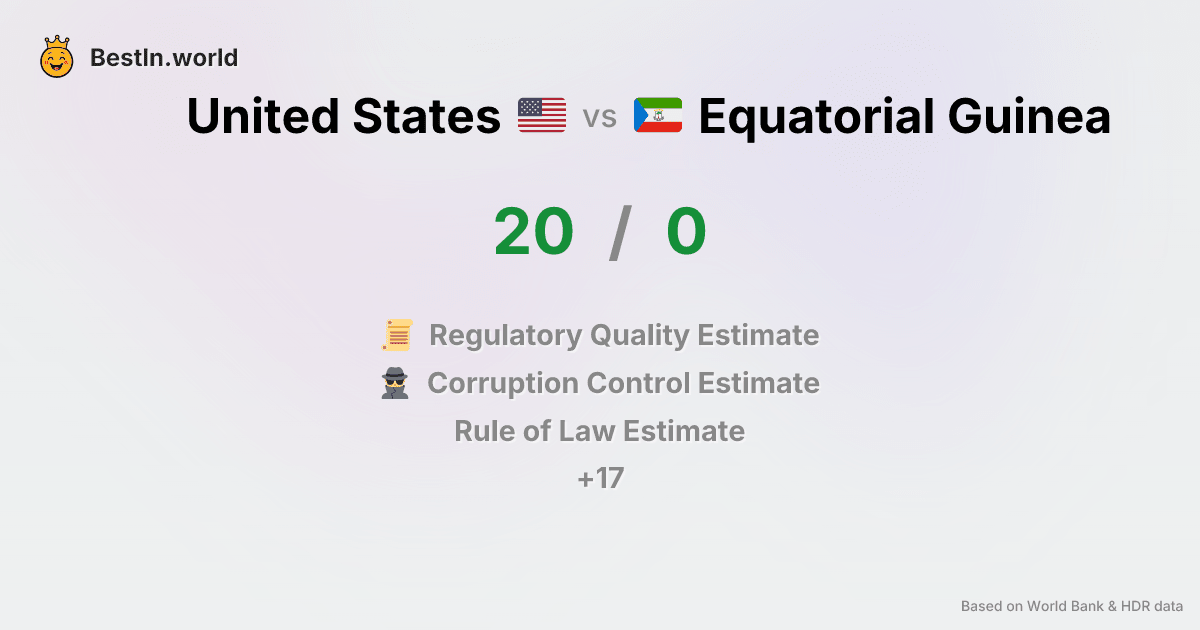 BestIn.world
United States vs Equatorial Guinea
20 / 0
Regulatory Quality Estimate
Corruption Control Estimate
Rule of Law Estimate
+17
Based on World Bank & HDR data